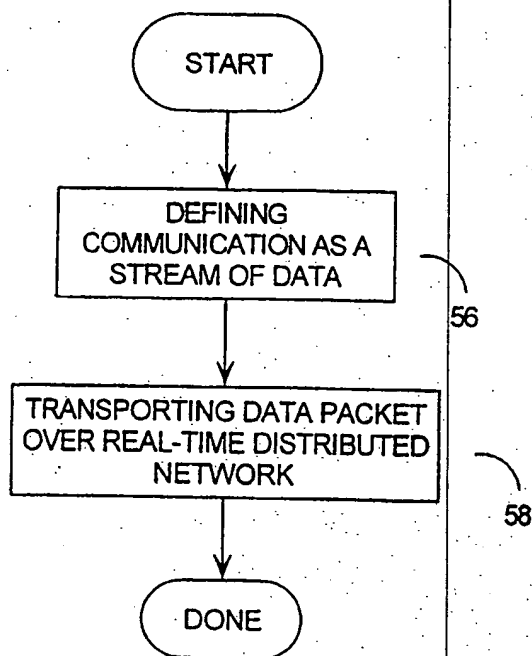 START
DEFINING
COMMUNICATION AS A
STREAM OF DATA
56
TRANSPORTING DATA PACKET
OVER REAL-TIME DISTRIBUTED
NETWORK
58
DONE